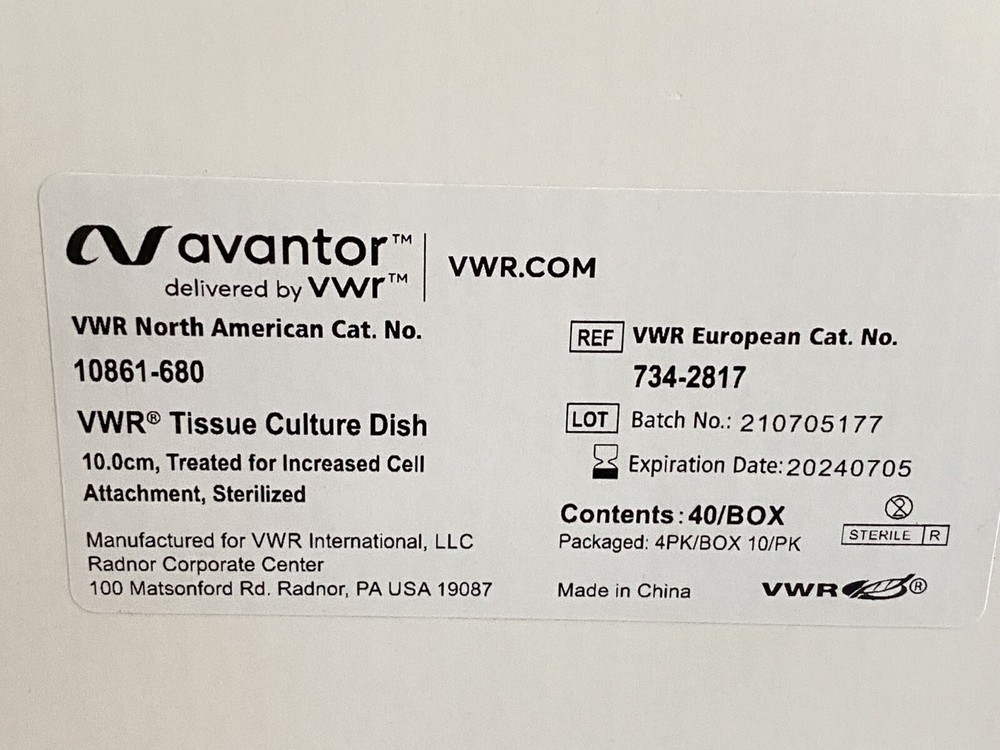 avantor™
delivered by vwr™
VWR.COM
VWR North American Cat. No.
10861-680
VWR® Tissue Culture Dish
10.0cm, Treated for Increased Cell
Attachment, Sterilized
Manufactured for VWR International, LLC
Radnor Corporate Center
100 Matsonford Rd. Radnor, PA USA 19087
REF VWR European Cat. No.
734-2817
LOT Batch No.: 210705177
Expiration Date: 20240705
Contents: 40/BOX
Packaged: 4PK/BOX 10/PK
2
STERILE R
Made in China
VWR®